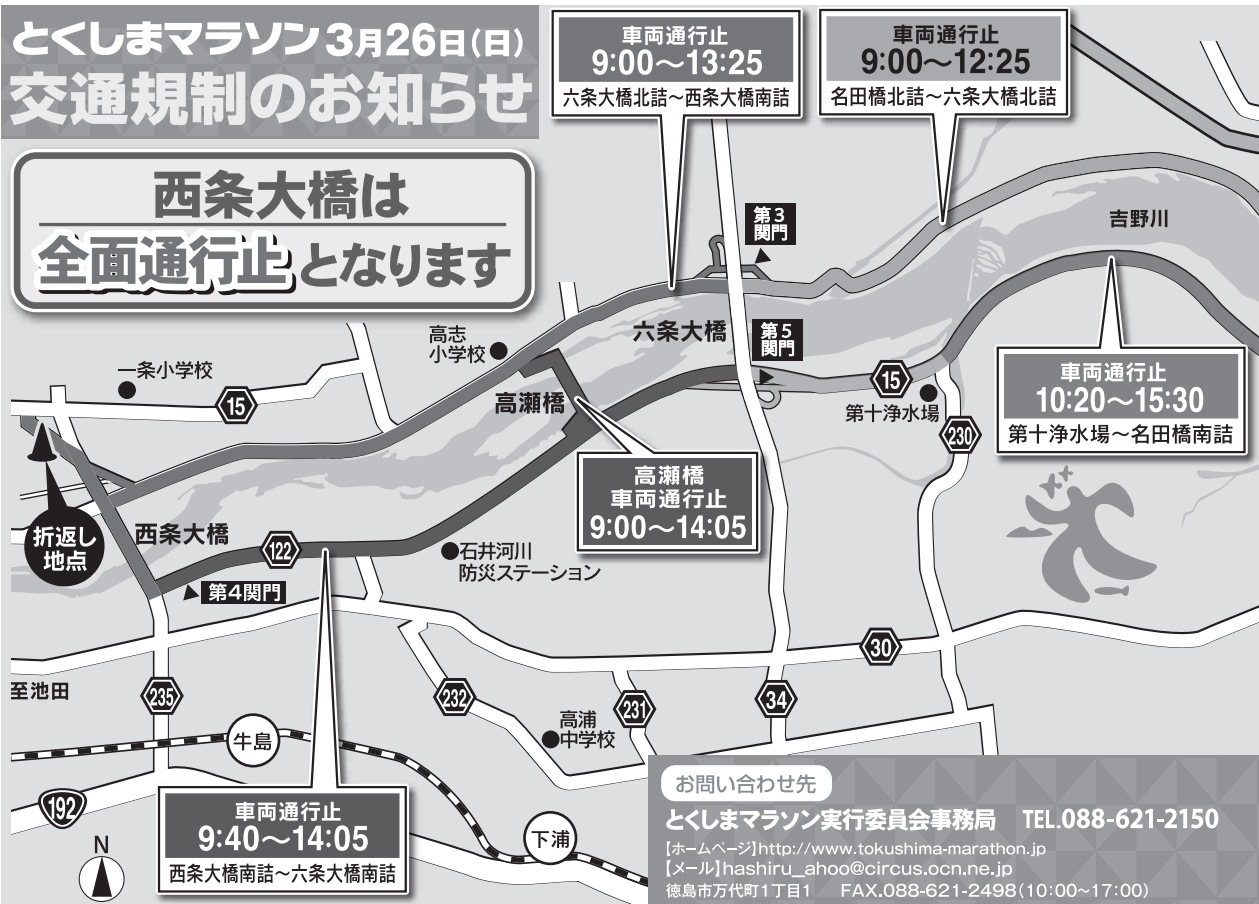 とくしまマラソン3月26日(日)
交通規制のお知らせ
西条大橋は
全面通行止となります
車両通行止
9:00〜13:25
六条大橋北詰〜西条大橋南詰
車両通行止
9:00〜12:25
名田橋北詰〜六条大橋北詰
第3
関門
吉野川
六条大橋
第5
関門
高志
小学校
一条小学校
15
高瀬橋
15
第十浄水場
230
車両通行止
10:20〜15:30
第十浄水場〜名田橋南詰
高瀬橋
車両通行止
9:00〜14:05
折返し
地点
西条大橋
122
石井河川
防災ステーション
第4関門
30
至池田
235
232
231
34
高浦
中学校
牛島
192
車両通行止
9:40〜14:05
西条大橋南詰〜六条大橋南詰
下浦
N
お問い合わせ先
とくしまマラソン実行委員会事務局 TEL.088-621-2150
【ホームページ】http://www.tokushima-marathon.jp
【メール】hashiru_ahoo@circus.ocn.ne.jp
徳島市万代町1丁目1 FAX.088-621-2498(10:00〜17:00)